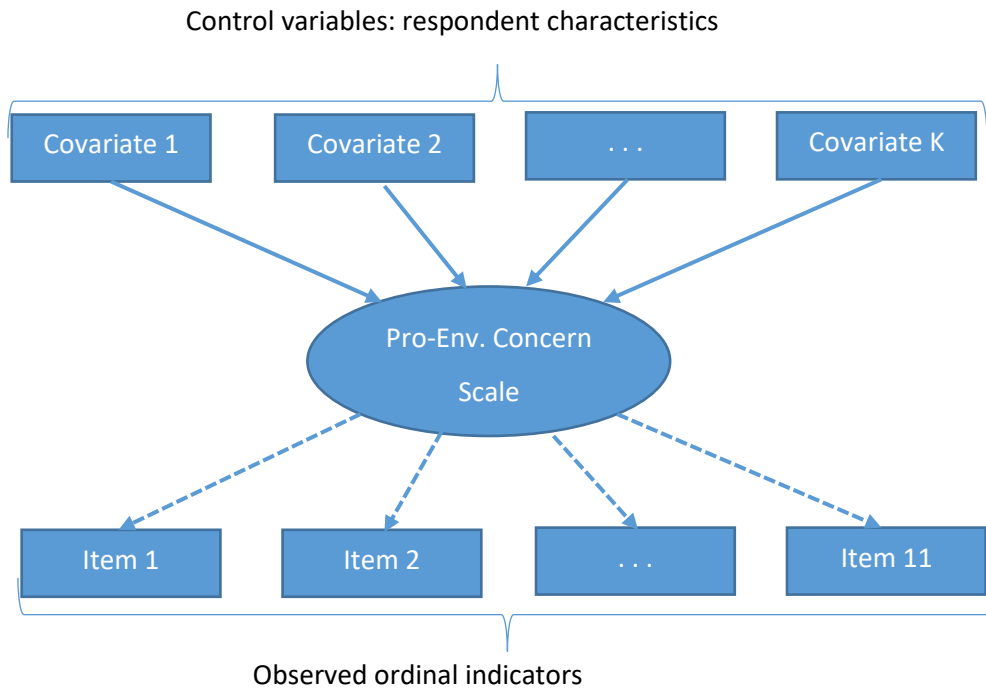 Control variables: respondent characteristics
Covariate 1
Covariate 2
. . .
Covariate K
Pro-Env. Concern
Scale
Item 1
Item 2
. . .
Item 11
Observed ordinal indicators